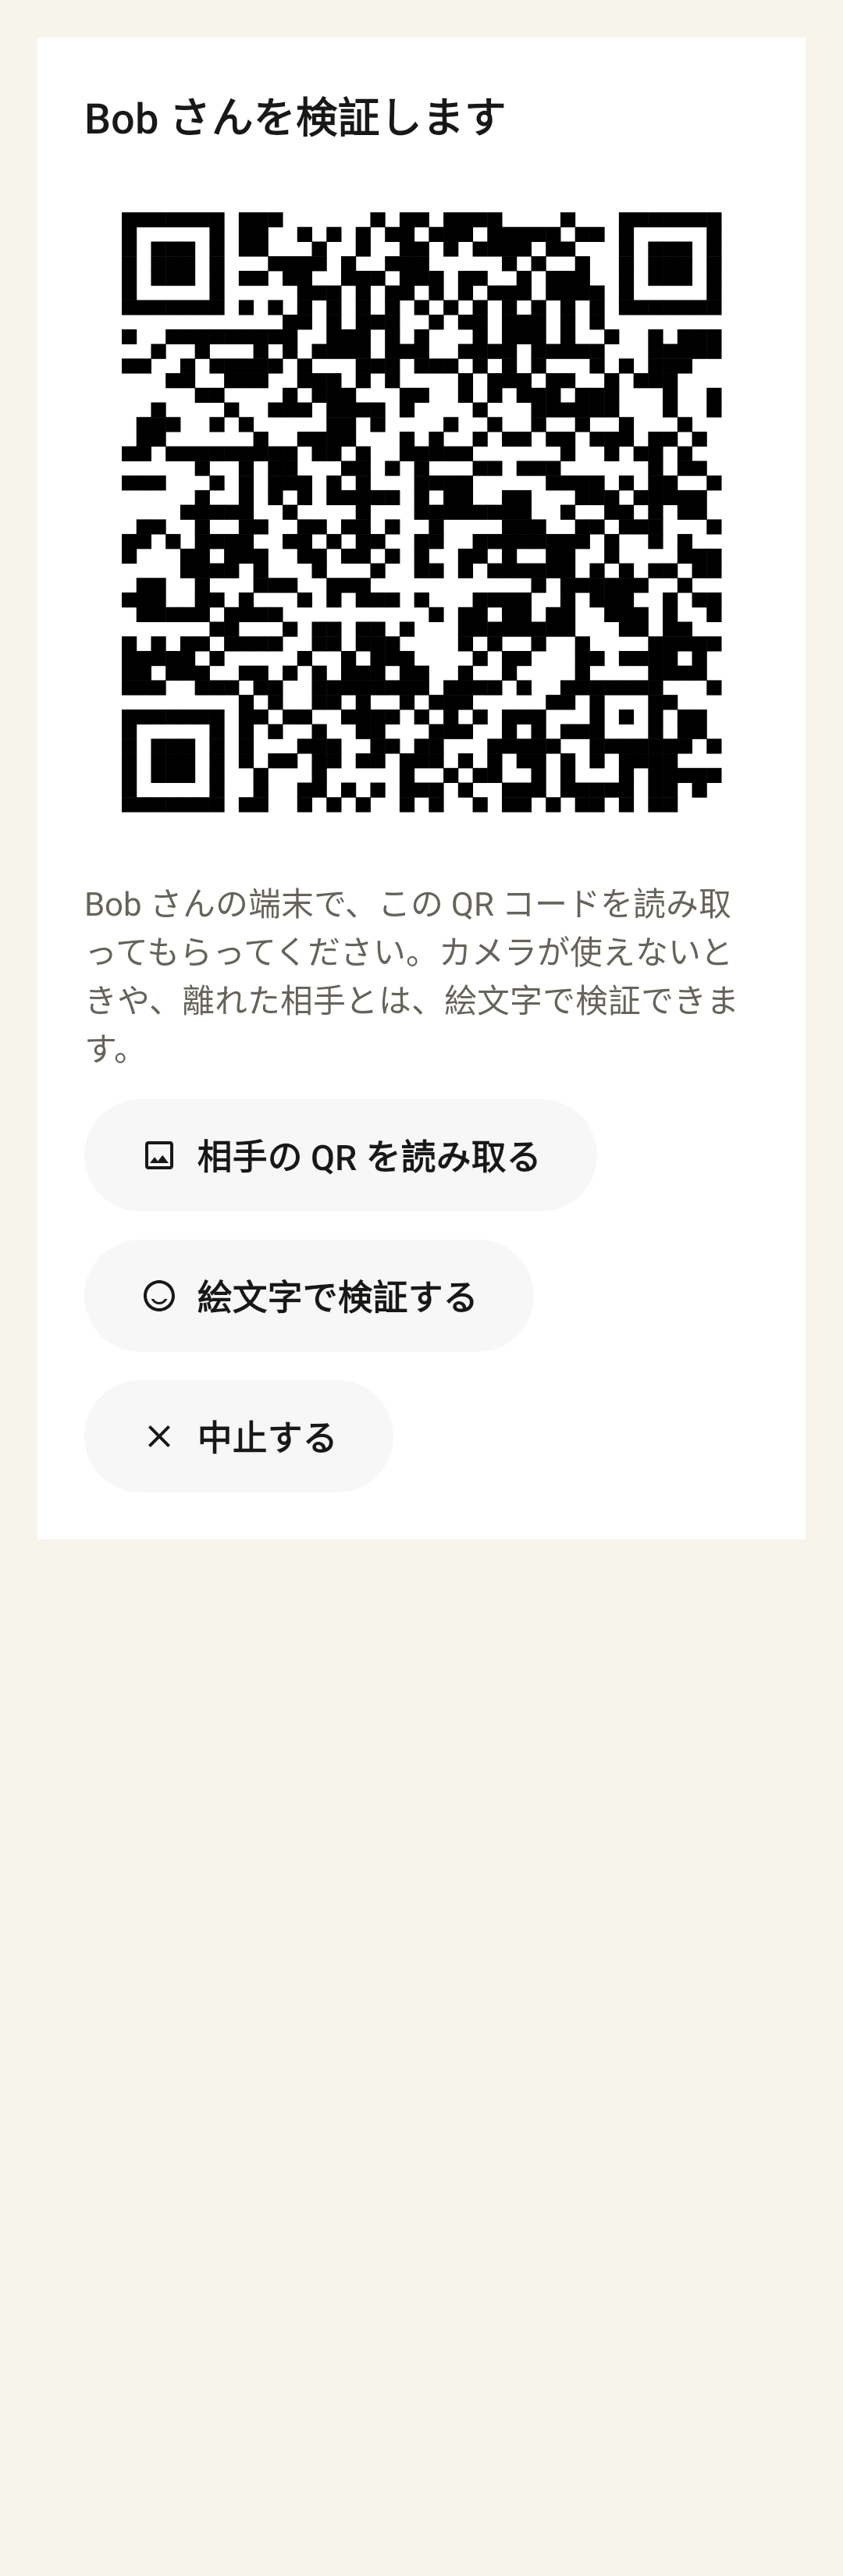 Bob さんを検証します
Bob さんの端末で、この QR コードを読み取
ってもらってください。カメラが使えないと
きや、離れた相手とは、絵文字で検証できま
す。
相手の QR を読み取る
絵文字で検証する
中止する